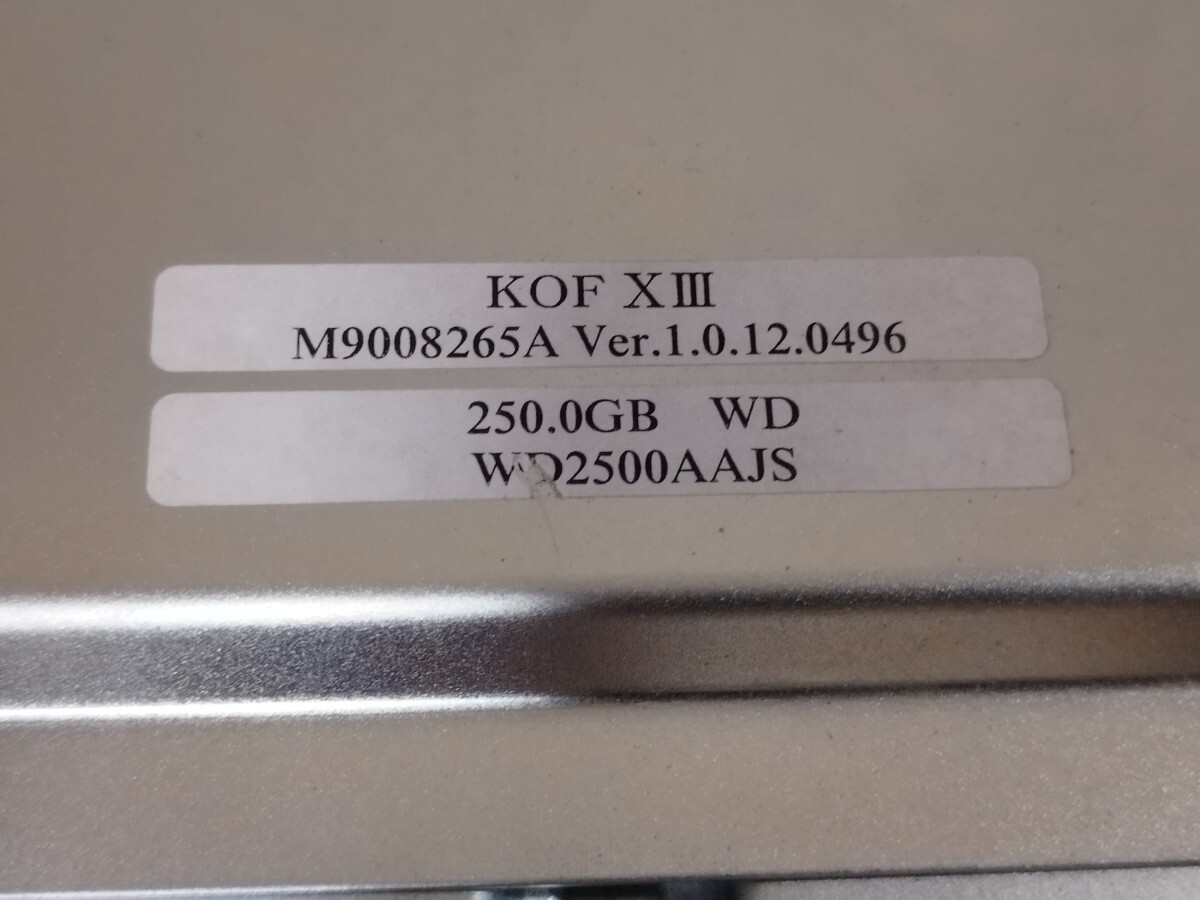 KOF XⅢ
M9008265A Ver.1.0.12.0496
250.0GB WD
WD2500AAJS